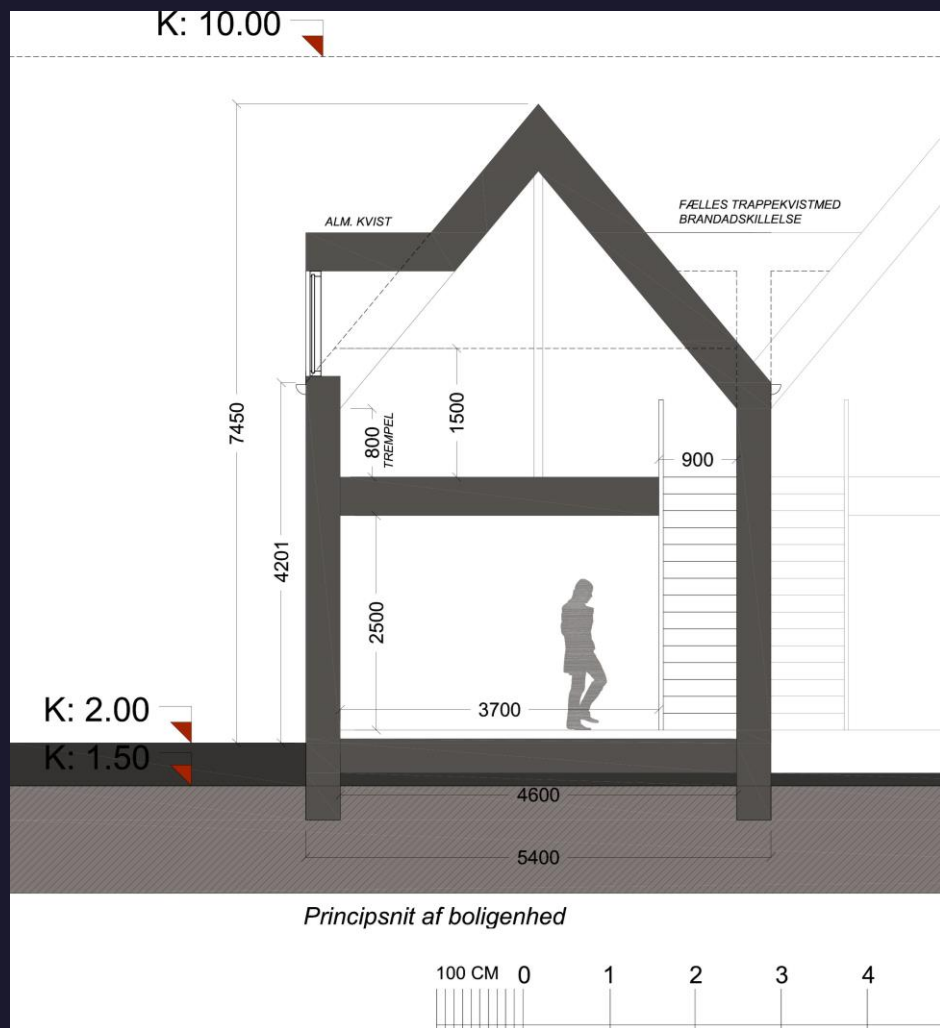 K: 10.00
ALM. KVIST
FÆLLES TRAPPEKVISTMED
BRANDADSKILLELSE
7450
1500
800
TREMPEL
900
4201
2500
3700
K: 2.00
K: 1.50
4600
5400
Principsnit af boligenhed
100 CM 0 1 2 3 4